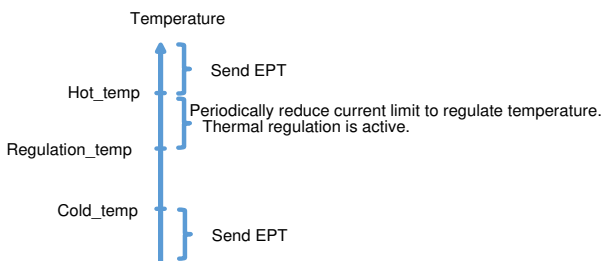 Temperature
Send EPT
Hot_temp
Periodically reduce current limit to regulate temperature.
Thermal regulation is active.
Regulation_temp
Cold_temp
Send EPT